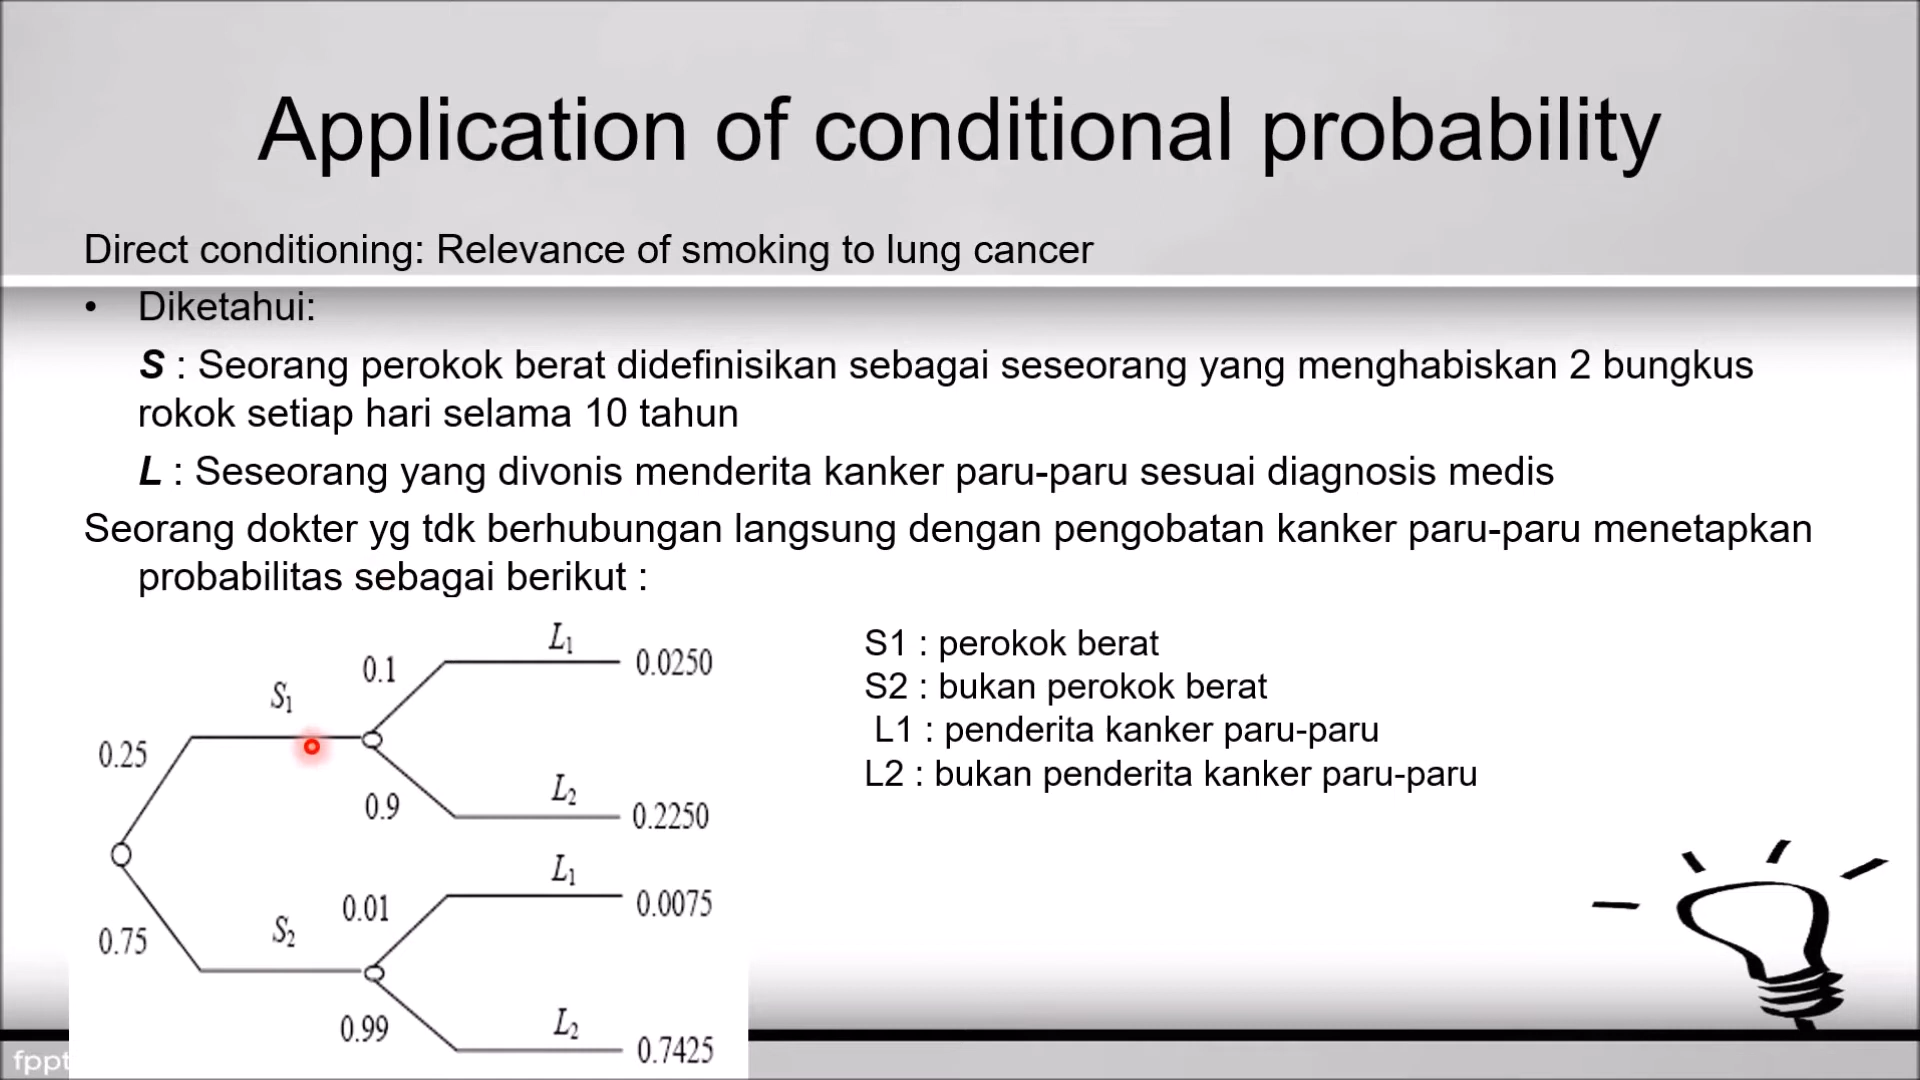 Application of conditional probability
Direct conditioning: Relevance of smoking to lung cancer
• Diketahui:
S : Seorang perokok berat didefinisikan sebagai seseorang yang menghabiskan 2 bungkus
rokok setiap hari selama 10 tahun
L : Seseorang yang divonis menderita kanker paru-paru sesuai diagnosis medis
Seorang dokter yg tdk berhubungan langsung dengan pengobatan kanker paru-paru menetapkan
probabilitas sebagai berikut :
L1
0.1
0.0250
S1
0.25
L2
0.9
0.2250
L1
0.01
0.0075
S2
0.75
L2
0.99
0.7425
S1 : perokok berat
S2 : bukan perokok berat
L1 : penderita kanker paru-paru
L2 : bukan penderita kanker paru-paru
fppt